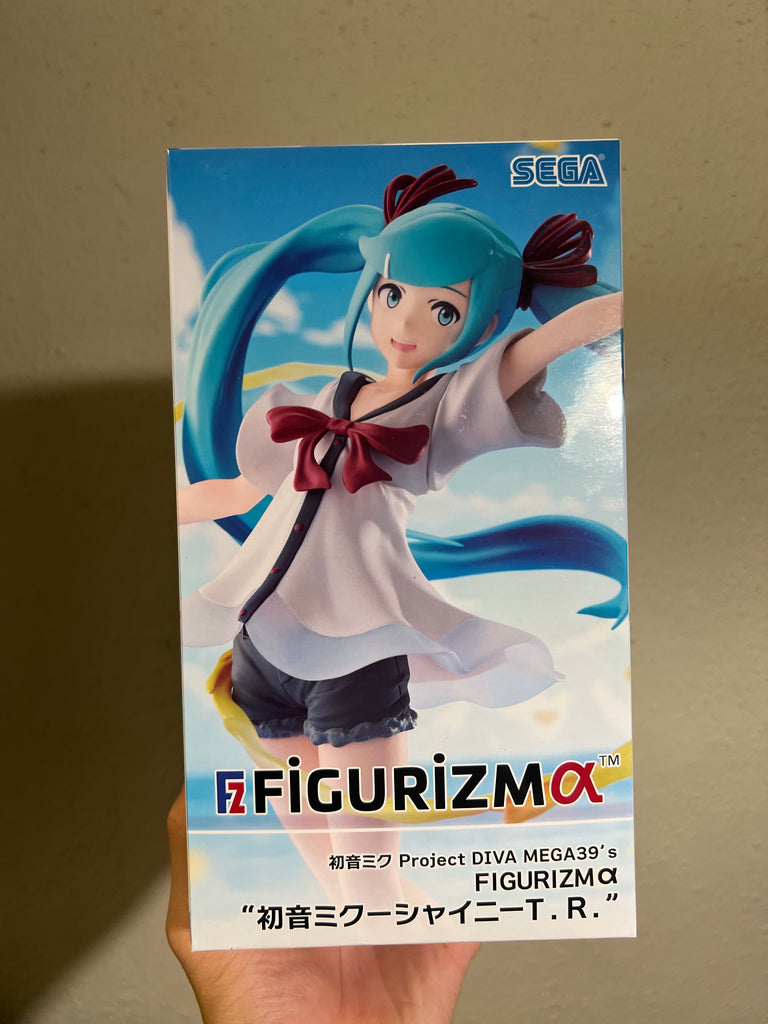 SEGA
FZ FiGURiZMα™
初音ミク Project DIVA MEGA39's
FIGURIZMα
“初音ミクーシャイニーT.R.”